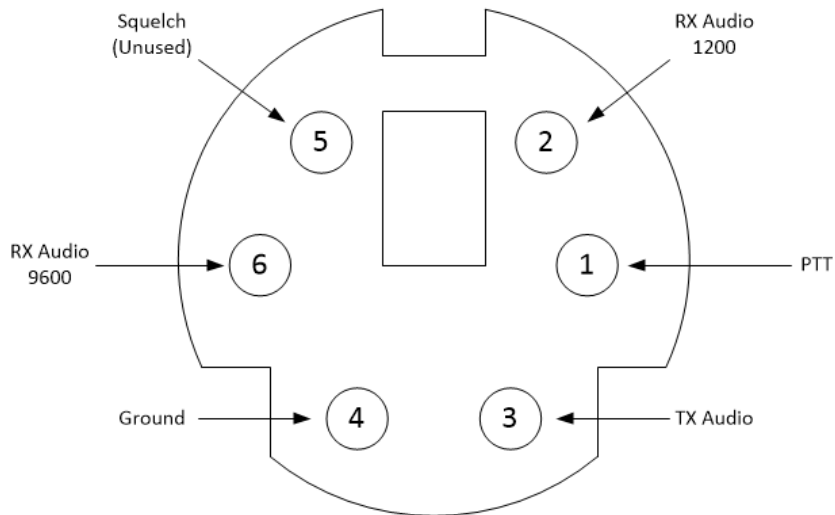 Squelch
(Unused)
RX Audio
1200
5
2
RX Audio
9600
6
1
PTT
Ground
4
3
TX Audio